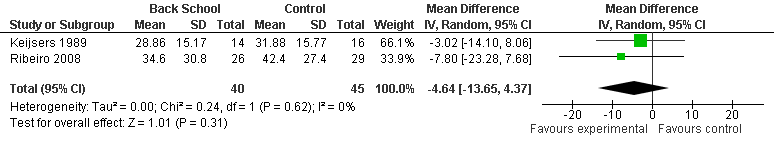 Back School Control Mean Difference Mean Difference
Study or Subgroup Mean SD Total Mean SD Total Weight IV, Random, 95% CI IV, Random, 95% CI
Keijsers 1989 28.86 15.17 14 31.88 15.77 16 66.1% -3.02 [-14.10, 8.06]
Ribeiro 2008 34.6 30.8 26 42.4 27.4 29 33.9% -7.80 [-23.28, 7.68]
Total (95% CI) 40 45 100.0% -4.64 [-13.65, 4.37]
Heterogeneity: Tau² = 0.00; Chi² = 0.24, df = 1 (P = 0.62); I² = 0%
Test for overall effect: Z = 1.01 (P = 0.31)
-20 -10 0 10 20
Favours experimental Favours control